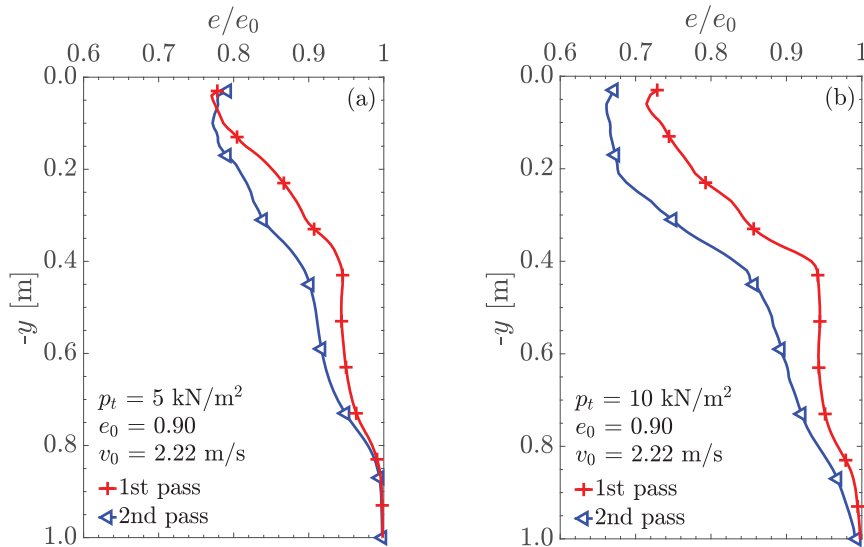 e/e₀
0.6 0.7 0.8 0.9 1
0.0
0.2
0.4
0.6
0.8
1.0
-y [m]
(a)
pₜ = 5 kN/m²
e₀ = 0.90
v₀ = 2.22 m/s
1st pass
2nd pass
e/e₀
0.6 0.7 0.8 0.9 1
0.0
0.2
0.4
0.6
0.8
1.0
-y [m]
(b)
pₜ = 10 kN/m²
e₀ = 0.90
v₀ = 2.22 m/s
1st pass
2nd pass